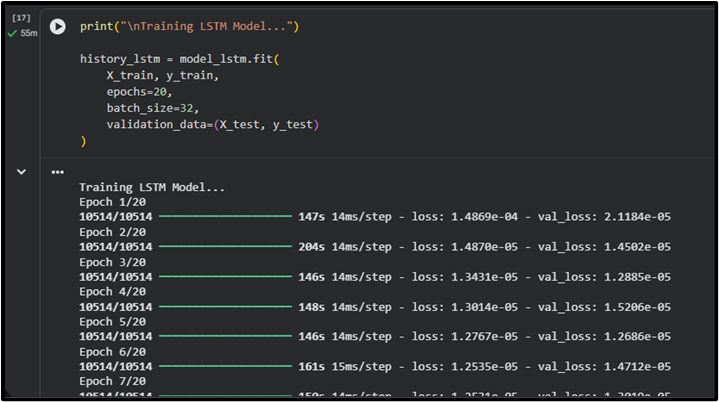 [17]
55m
print("\nTraining LSTM Model...")
history_lstm = model_lstm.fit(
X_train, y_train,
epochs=20,
batch_size=32,
validation_data=(X_test, y_test)
)
...
Training LSTM Model...
Epoch 1/20
10514/10514 147s 14ms/step - loss: 1.4869e-04 - val_loss: 2.1184e-05
Epoch 2/20
10514/10514 204s 14ms/step - loss: 1.4870e-05 - val_loss: 1.4502e-05
Epoch 3/20
10514/10514 146s 14ms/step - loss: 1.3431e-05 - val_loss: 1.2885e-05
Epoch 4/20
10514/10514 148s 14ms/step - loss: 1.3014e-05 - val_loss: 1.5206e-05
Epoch 5/20
10514/10514 146s 14ms/step - loss: 1.2767e-05 - val_loss: 1.2686e-05
Epoch 6/20
10514/10514 161s 15ms/step - loss: 1.2535e-05 - val_loss: 1.4712e-05
Epoch 7/20
10514/10514 14ms/step - loss: - val_loss: